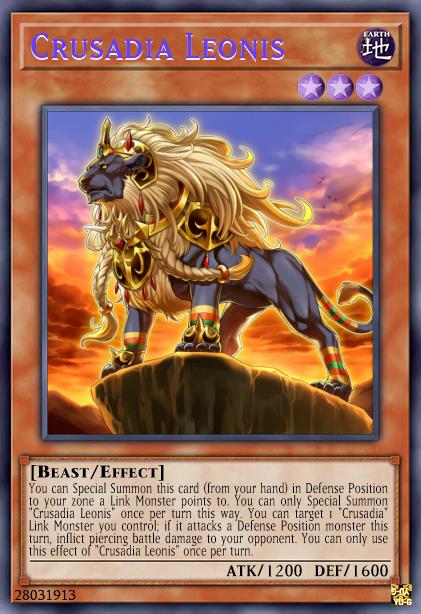 Crusadia Leonis
EARTH
地
[Beast/Effect]
You can Special Summon this card (from your hand) in Defense Position
to your zone a Link Monster points to. You can only Special Summon
"Crusadia Leonis" once per turn this way. You can target 1 "Crusadia"
Link Monster you control; if it attacks a Defense Position monster this
turn, inflict piercing battle damage to your opponent. You can only use
this effect of "Crusadia Leonis" once per turn.
ATK/1200 DEF/1600
28031913